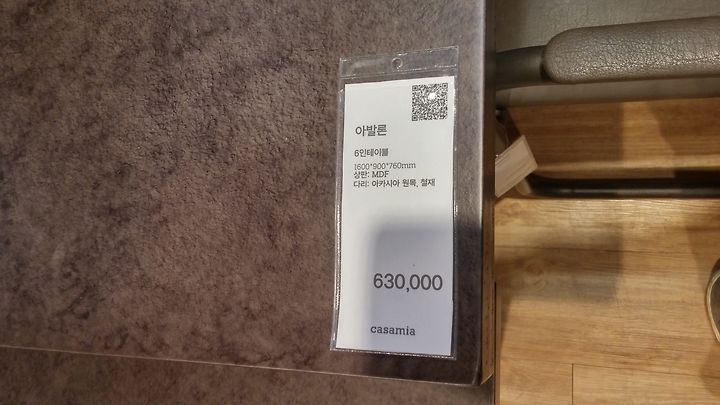 아발론
6인테이블
1600*900*760mm
상판: MDF
다리: 아카시아 원목, 철재
630,000
casamia